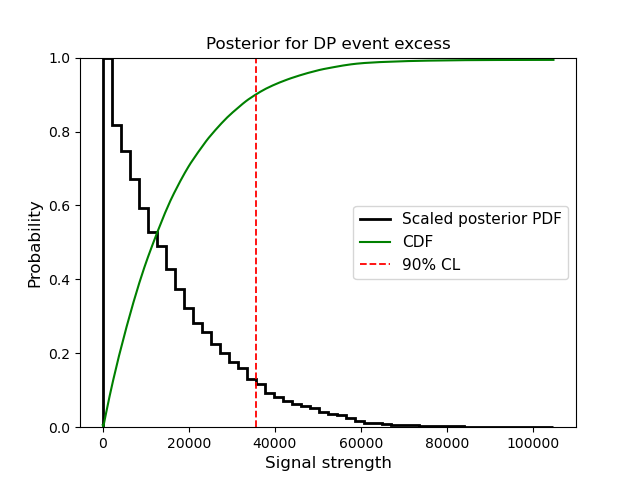 Posterior for DP event excess
Probability
1.0
0.8
0.6
0.4
0.2
0.0
Scaled posterior PDF
CDF
90% CL
0
20000
40000
60000
80000
100000
Signal strength